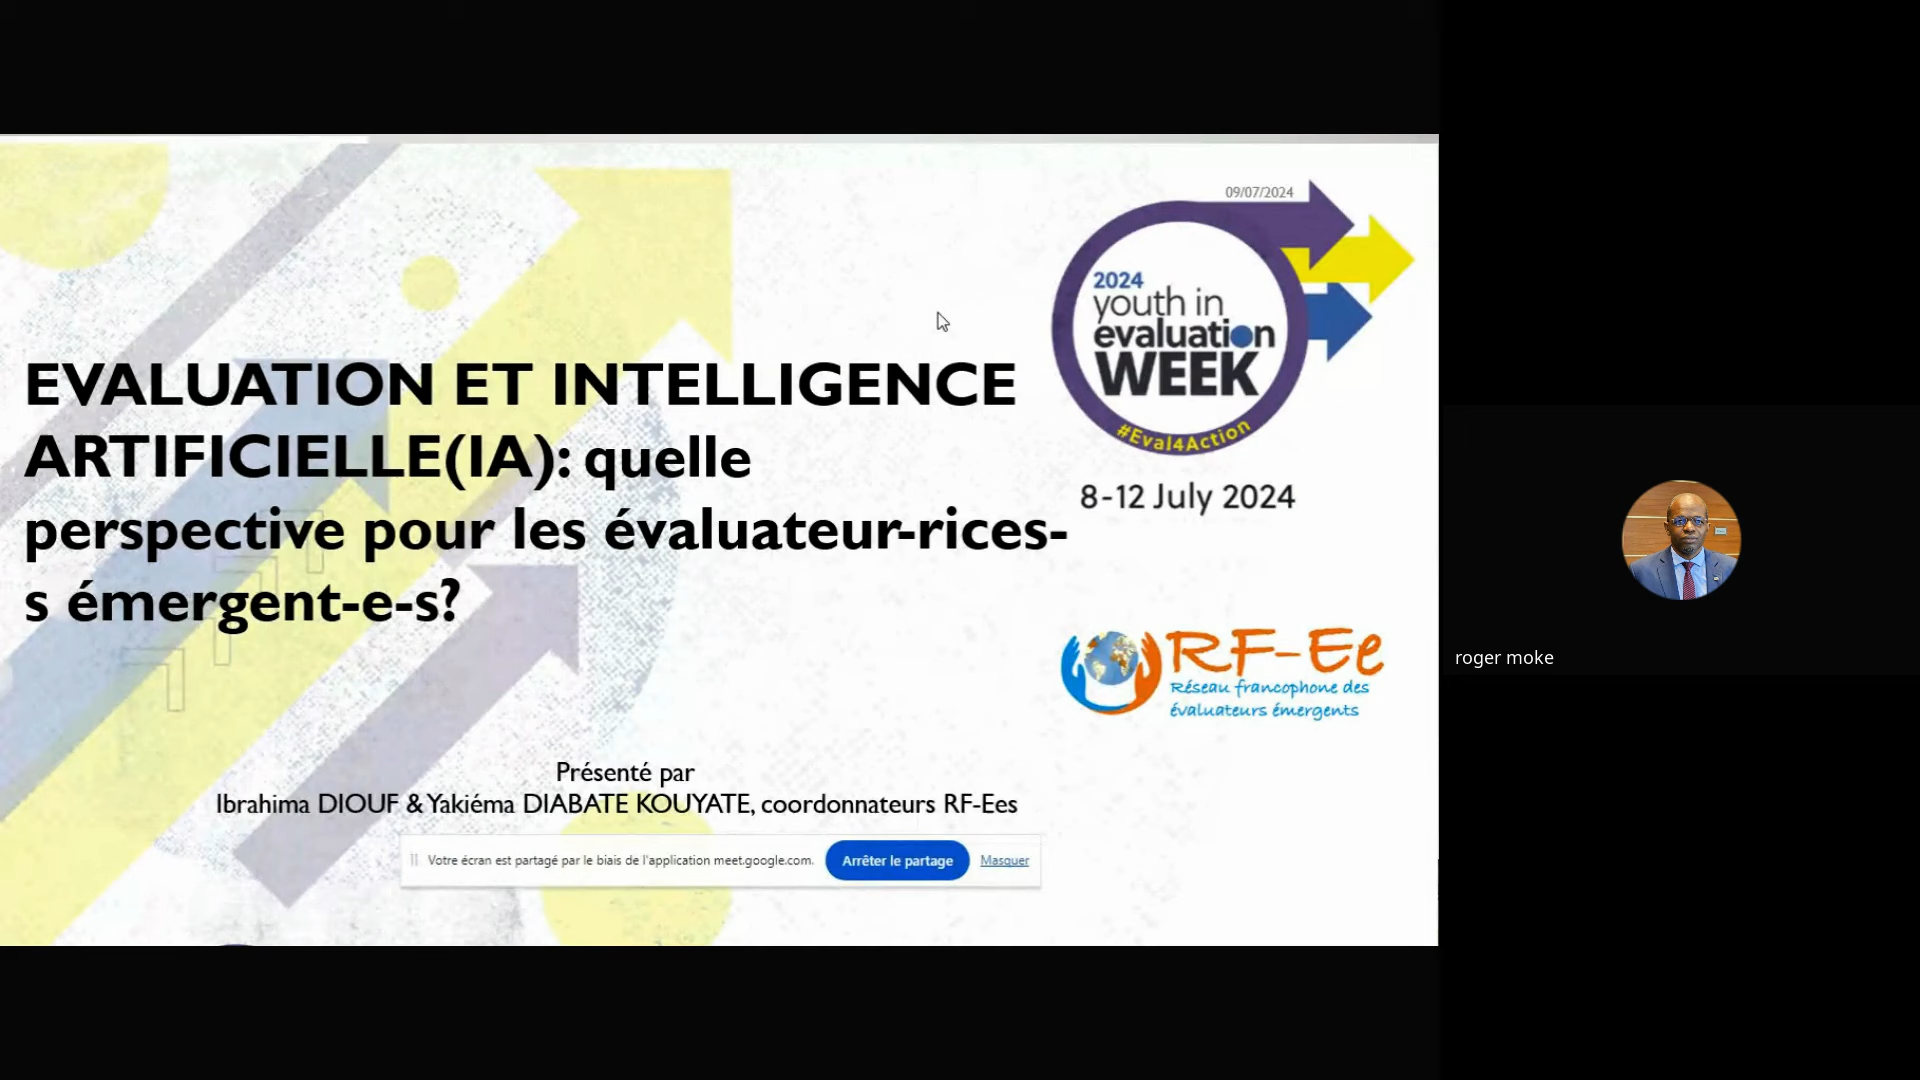 09/07/2024
2024
youth in
evaluation
WEEK
#Eval4Action
8-12 July 2024
EVALUATION ET INTELLIGENCE
ARTIFICIELLE(IA): quelle
perspective pour les évaluateur-rices-
s émergent-e-s?
RF-Ee
Réseau francophone des
évaluateurs émergents
Présenté par
Ibrahima DIOUF & Yakiéma DIABATE KOUYATE, coordonnateurs RF-Ees
Votre écran est partagé par le biais de l'application meet.google.com. Arrêter le partage Masquer
roger moke